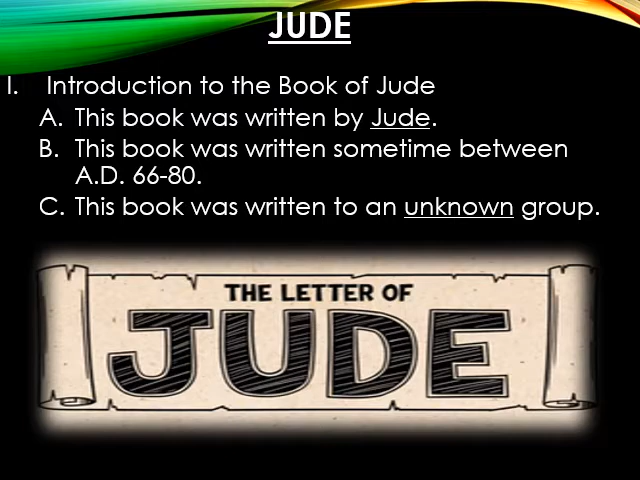 JUDE
I. Introduction to the Book of Jude
A. This book was written by Jude.
B. This book was written sometime between
A.D. 66-80.
C. This book was written to an unknown group.
THE LETTER OF
JUDE